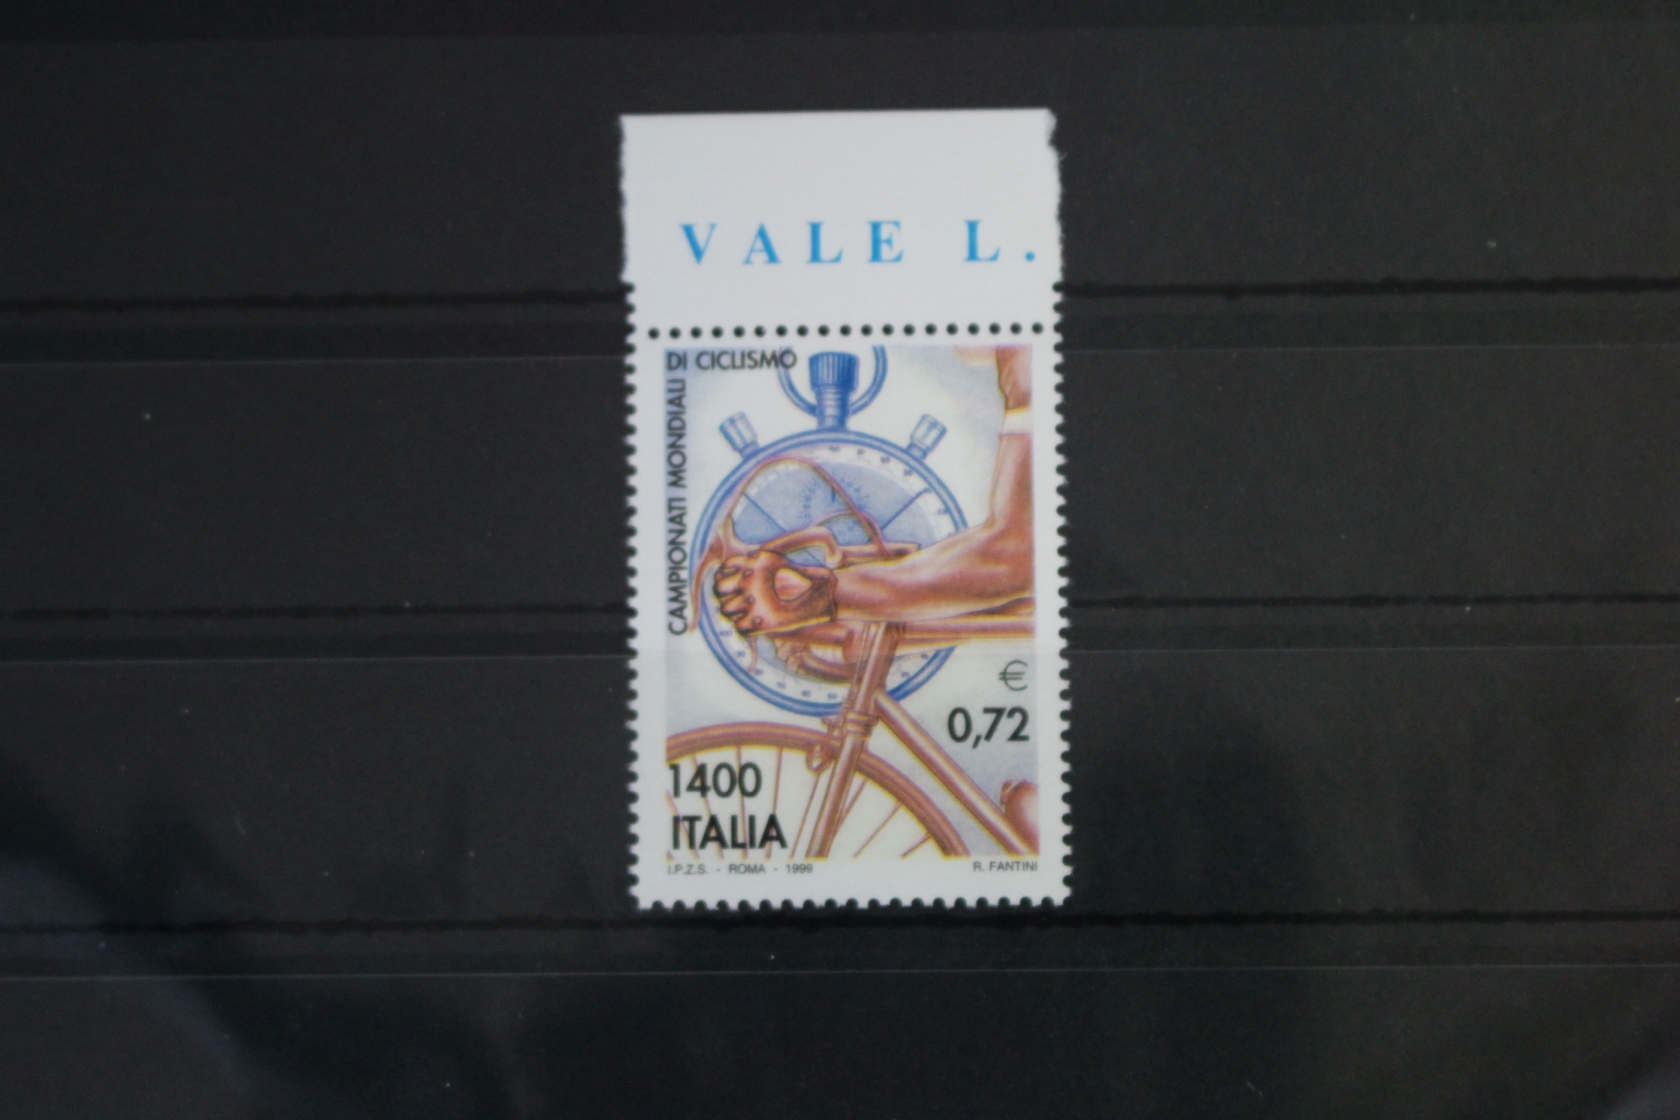 VALE L.
DI CICLISMO
CAMPIONATI MONDIALI
€
0,72
1400
ITALIA
I.P.Z.S. - ROMA - 1999
R. FANTINI